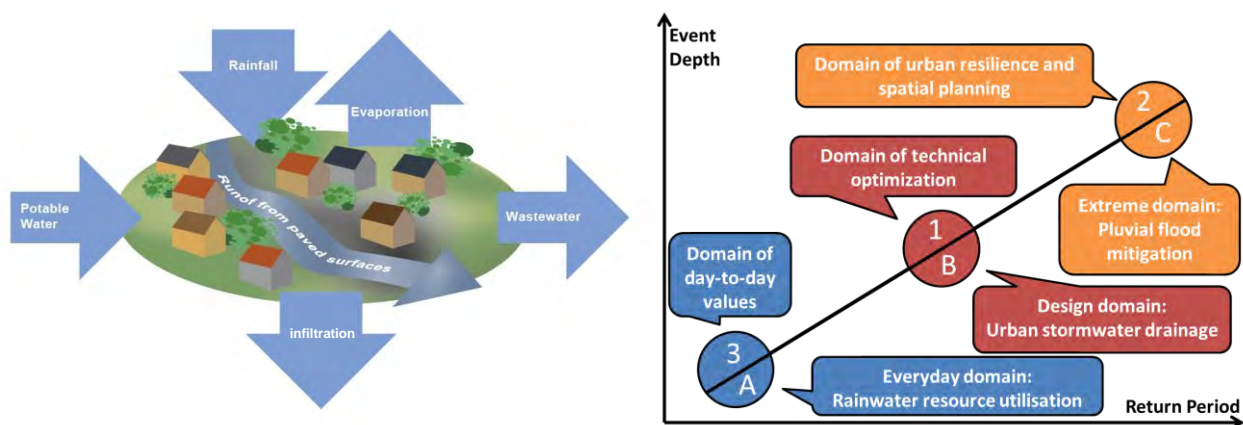 Rainfall
Evaporation
Potable
Water
Runof from paved surfaces
Wastewater
infiltration
Event
Depth
Domain of urban resilience and
spatial planning
2
C
Domain of technical
optimization
Extreme domain:
Pluvial flood
mitigation
1
B
Domain of
day-to-day
values
Design domain:
Urban stormwater drainage
3
A
Everyday domain:
Rainwater resource utilisation
Return Period